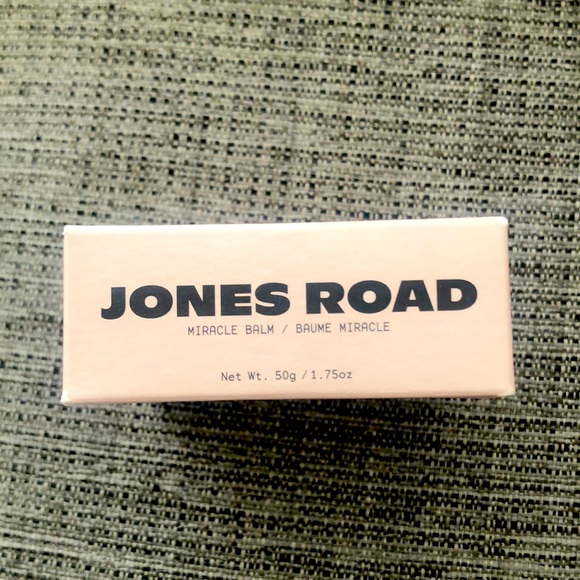 JONES ROAD
MIRACLE BALM / BAUME MIRACLE
Net Wt. 50g / 1.75oz